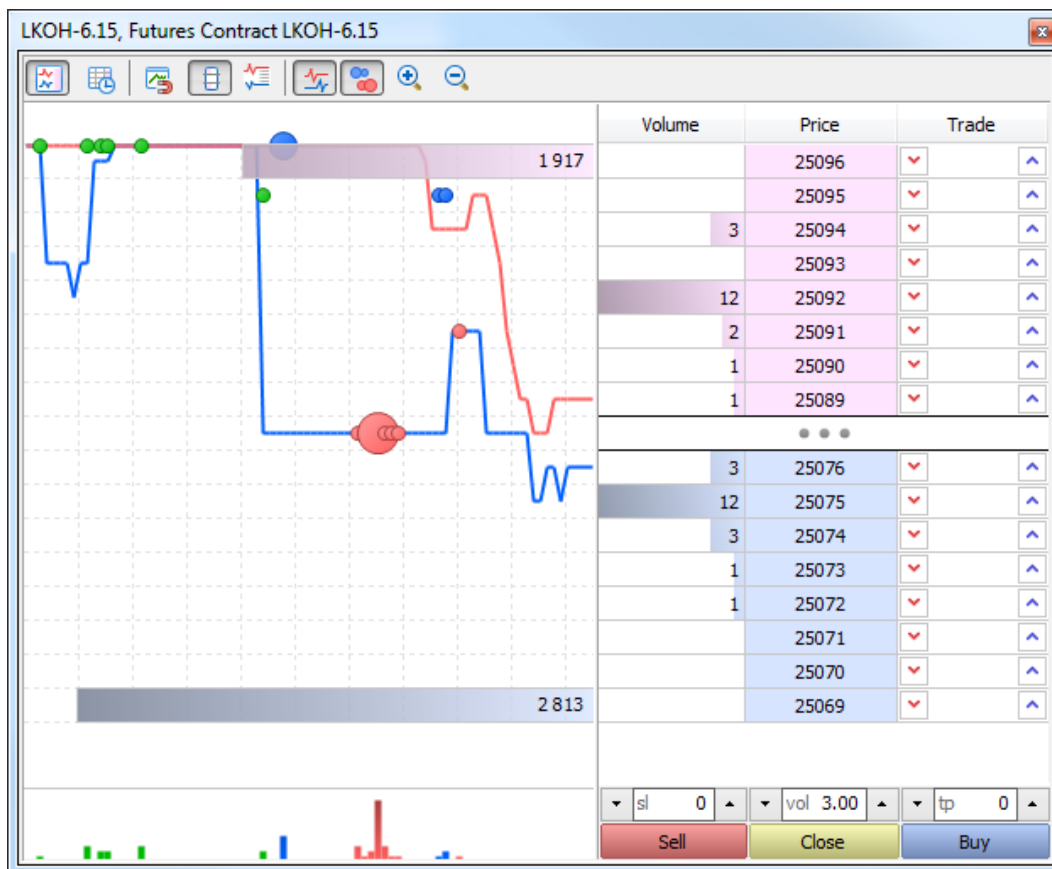 LKOH-6.15, Futures Contract LKOH-6.15
Volume Price Trade
1 917 25096
25095
3 25094
25093
12 25092
2 25091
1 25090
1 25089
3 25076
12 25075
3 25074
1 25073
1 25072
25071
25070
2 813 25069
sl 0 vol 3.00 tp 0
Sell Close Buy